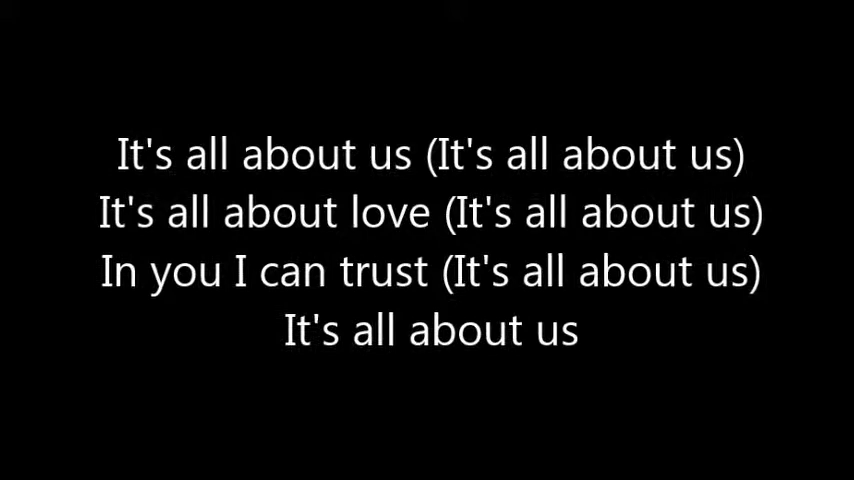 It's all about us (It's all about us)
It's all about love (It's all about us)
In you I can trust (It's all about us)
It's all about us